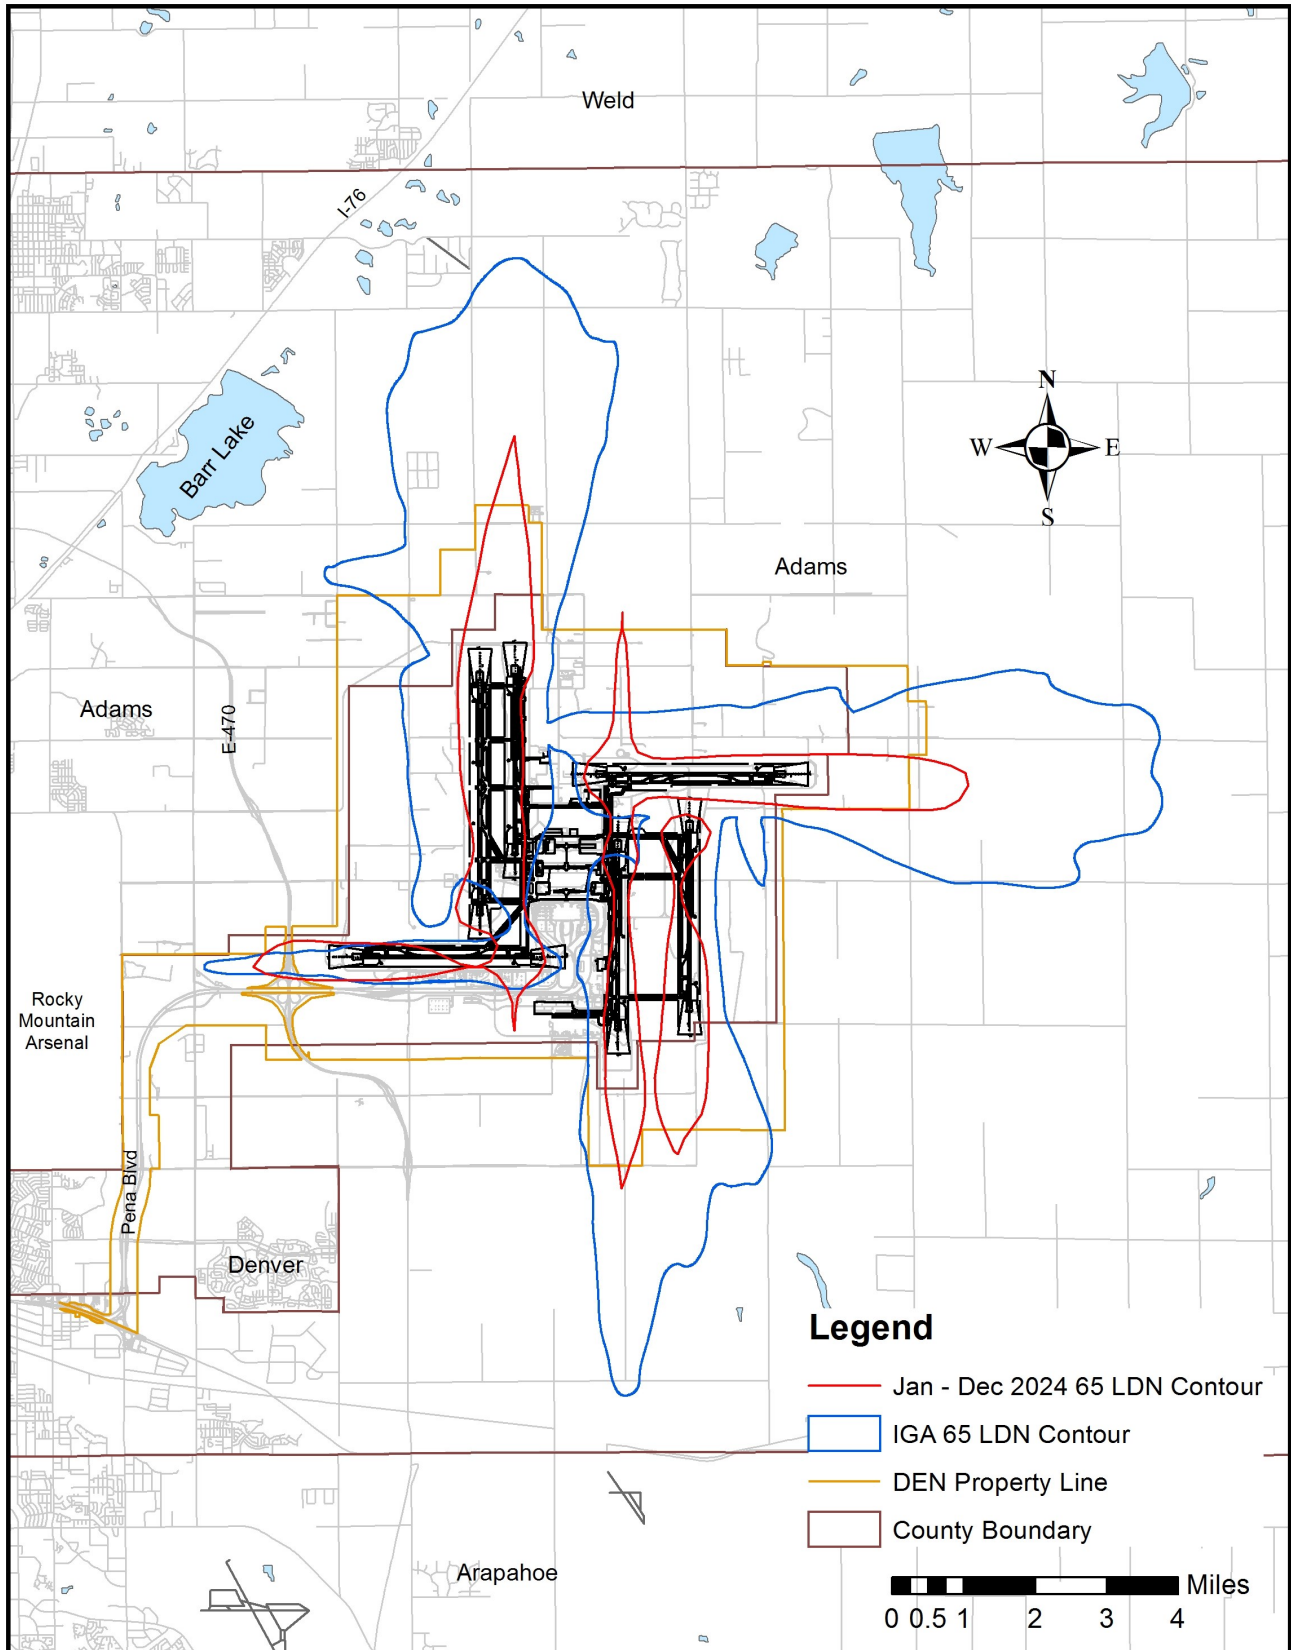 Weld
I-76
N
W
E
S
Barr Lake
Adams
Adams
E-470
Rocky
Mountain
Arsenal
Pena Blvd
Denver
Legend
Jan - Dec 2024 65 LDN Contour
IGA 65 LDN Contour
DEN Property Line
County Boundary
Arapahoe
Miles
0 0.5 1 2 3 4